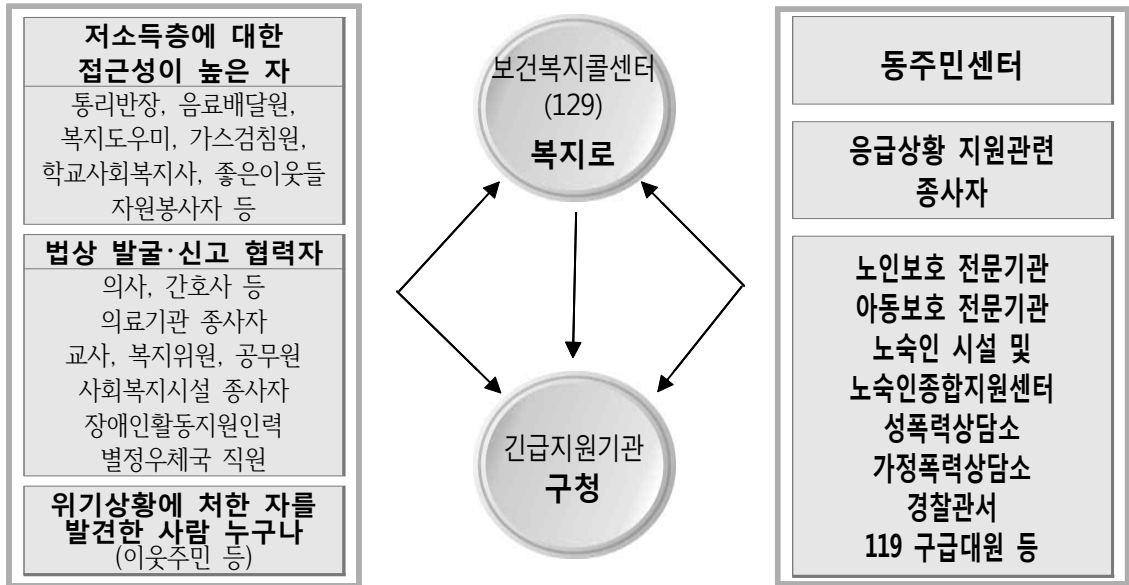 저소득층에 대한
접근성이 높은 자
통리반장, 음료배달원,
복지도우미, 가스검침원,
학교사회복지사, 좋은이웃들
자원봉사자 등
법상 발굴·신고 협력자
의사, 간호사 등
의료기관 종사자
교사, 복지위원, 공무원
사회복지시설 종사자
장애인활동지원인력
별정우체국 직원
위기상황에 처한 자를
발견한 사람 누구나
(이웃주민 등)
보건복지콜센터
(129)
복지로
긴급지원기관
구청
동주민센터
응급상황 지원관련
종사자
노인보호 전문기관
아동보호 전문기관
노숙인 시설 및
노숙인종합지원센터
성폭력상담소
가정폭력상담소
경찰관서
119 구급대원 등